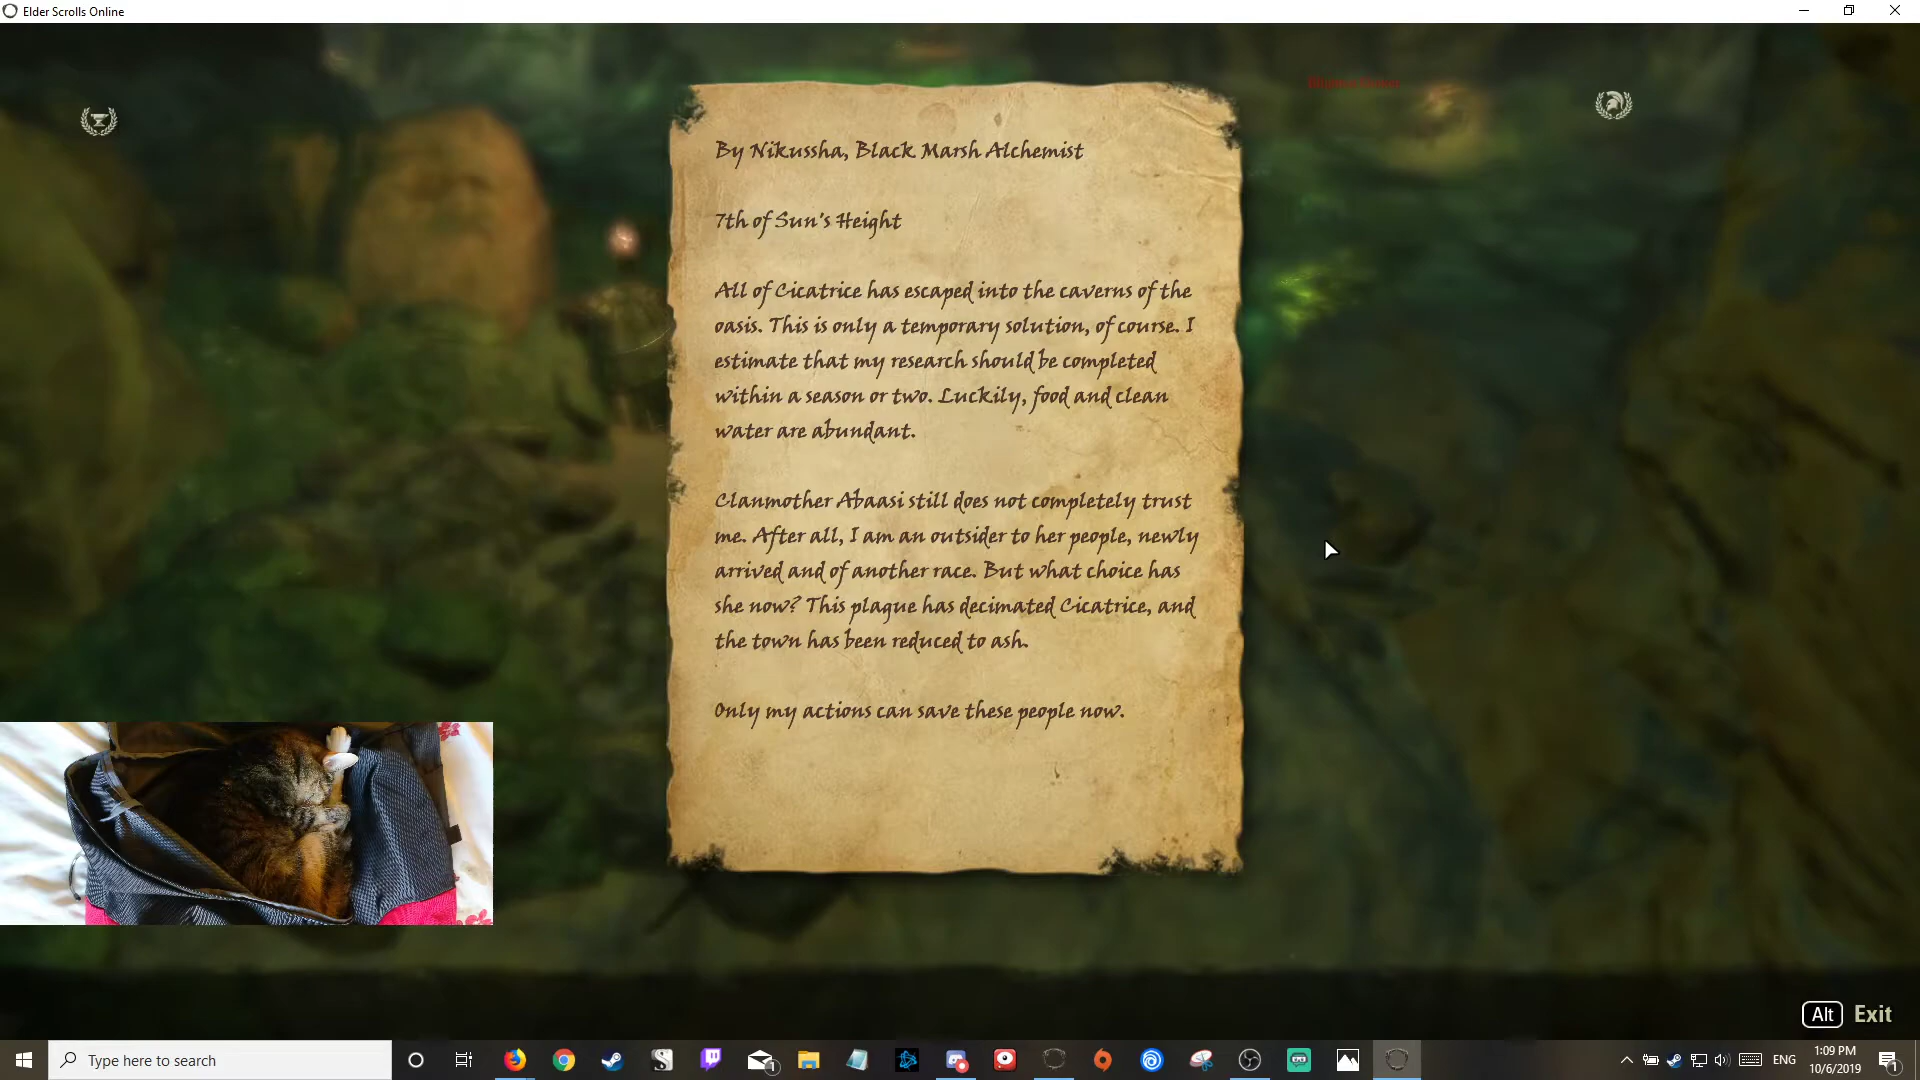 Elder Scrolls Online
By Nikussha, Black Marsh Alchemist
7th of Sun's Height
All of Cicatrice has escaped into the caverns of the
oasis. This is only a temporary solution, of course. I
estimate that my research should be completed
within a season or two. Luckily, food and clean
water are abundant.
Clanmother Abaasi still does not completely trust
me. After all, I am an outsider to her people, newly
arrived and of another race. But what choice has
she now? This plague has decimated Cicatrice, and
the town has been reduced to ash.
Only my actions can save these people now.
Alt Exit
Type here to search
1
ENG
1:09 PM
10/6/2019
1